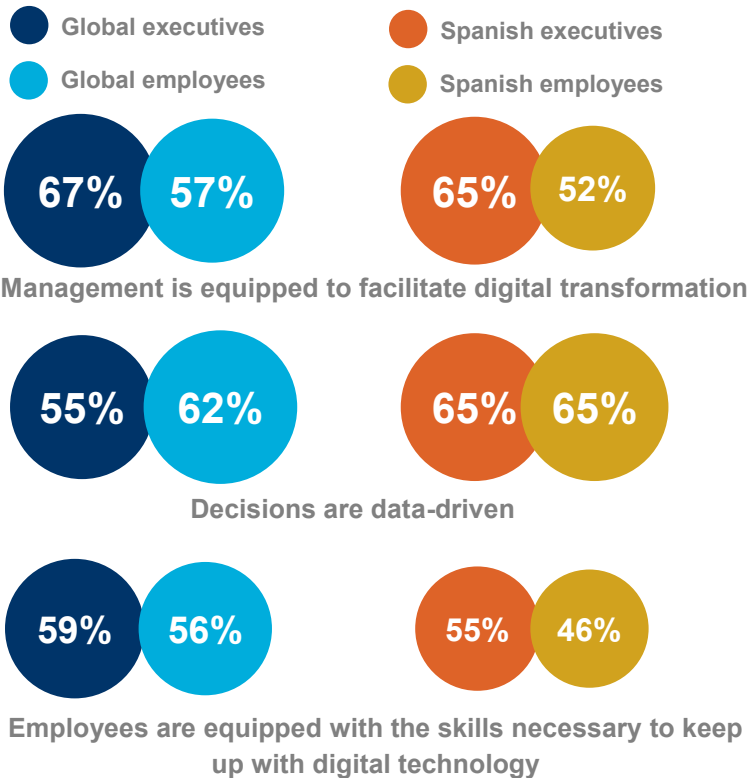 Global executives
Spanish executives
Global employees
Spanish employees
67% 57% 65% 52%
Management is equipped to facilitate digital transformation
55% 62% 65% 65%
Decisions are data-driven
59% 56% 55% 46%
Employees are equipped with the skills necessary to keep
up with digital technology